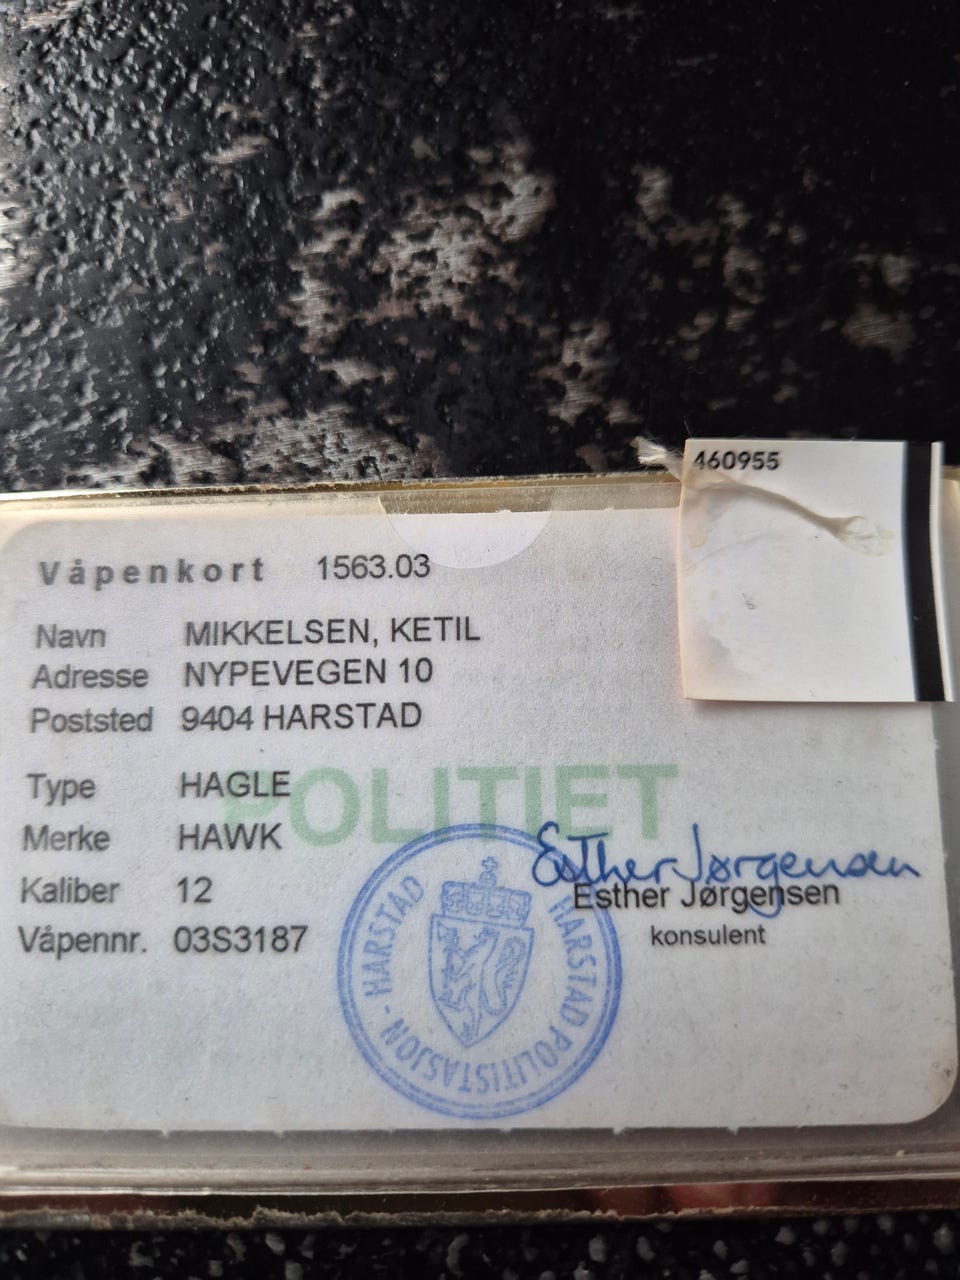 460955
Våpenkort 1563.03
Navn MIKKELSEN, KETIL
Adresse NYPEVEGEN 10
Poststed 9404 HARSTAD
POLITIET
Type HAGLE
Merke HAWK
Kaliber 12
Våpennr. 03S3187
Esther Jørgensen
Esther Jørgensen
konsulent
HARSTAD POLITISTASJON - HARSTAD